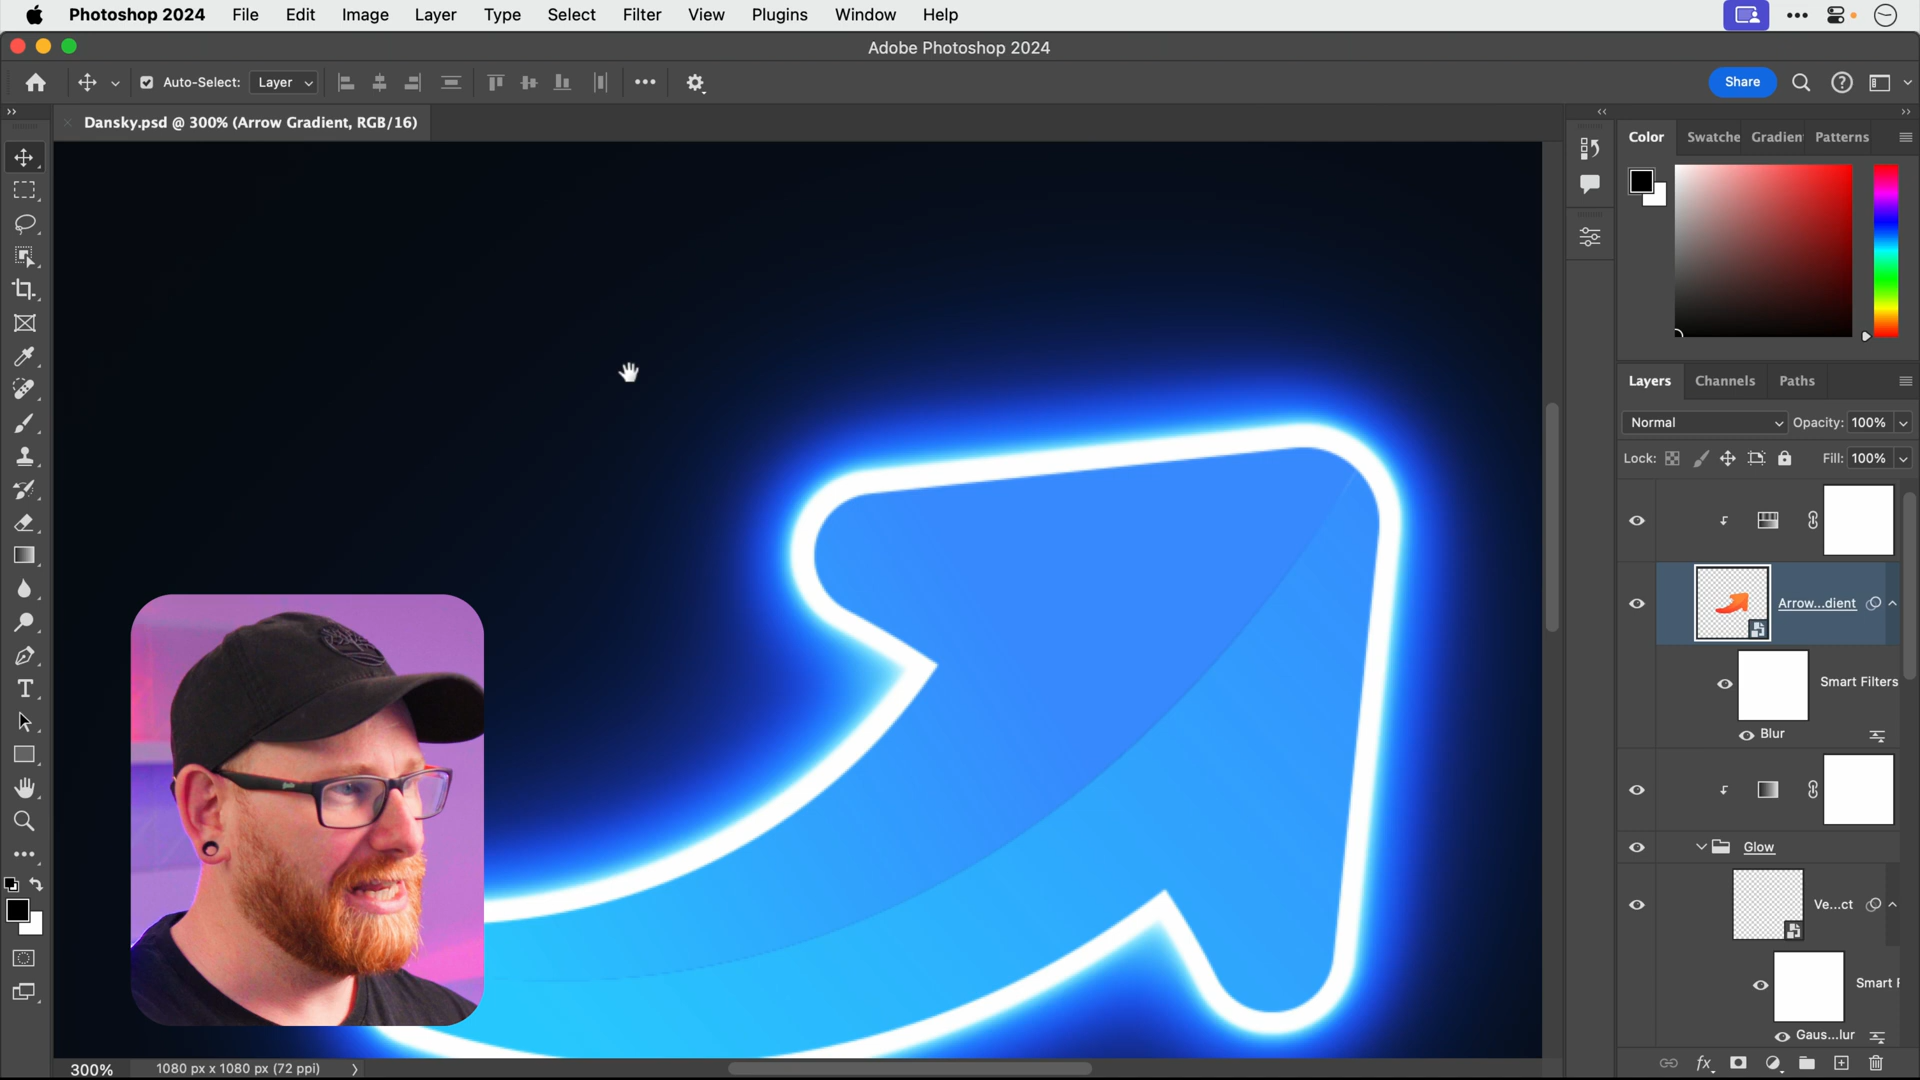 Photoshop 2024 File Edit Image Layer Type Select Filter View Plugins Window Help
Adobe Photoshop 2024
Auto-Select: Layer Share
Dansky.psd @ 300% (Arrow Gradient, RGB/16)
Color Swatche Gradien Patterns
Layers Channels Paths
Normal Opacity: 100%
Lock: Fill: 100%
Arrow...dient
Smart Filters
Blur
Glow
Ve...ct
Smart F
Gaus...lur
300% 1080 px x 1080 px (72 ppi)
fx